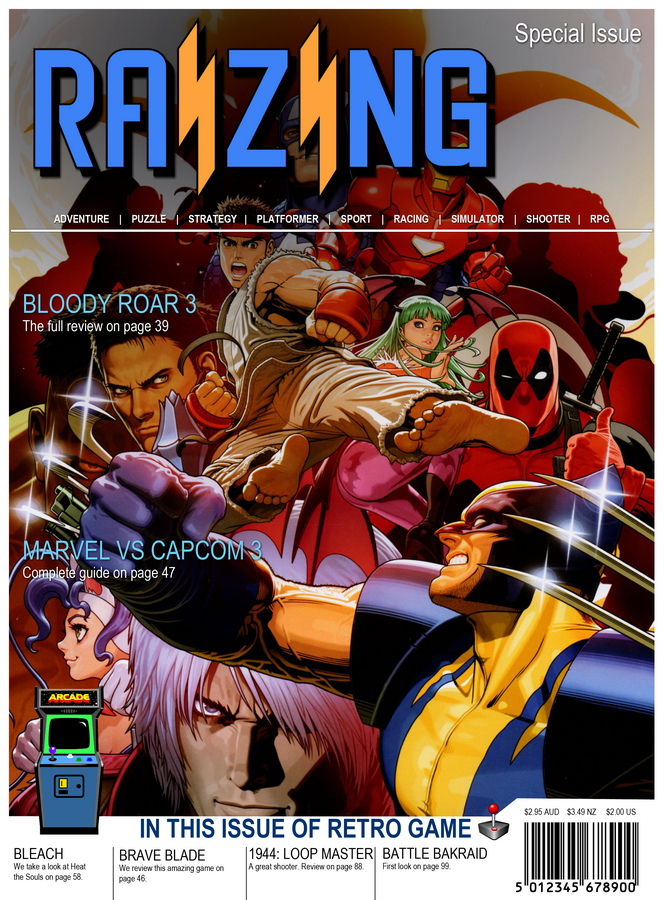 Special Issue
RAIZING
ADVENTURE | PUZZLE | STRATEGY | PLATFORMER | SPORT | RACING | SIMULATOR | SHOOTER | RPG
BLOODY ROAR 3
The full review on page 39
MARVEL VS CAPCOM 3
Complete guide on page 47
ARCADE
IN THIS ISSUE OF RETRO GAME
$2.95 AUD $3.49 NZ $2.00 US
BLEACH
We take a look at Heat
the Souls on page 58.
BRAVE BLADE
We review this amazing game on
page 46.
1944: LOOP MASTER
A great shooter. Review on page 88.
BATTLE BAKRAID
First look on page 99.
5 012345 678900